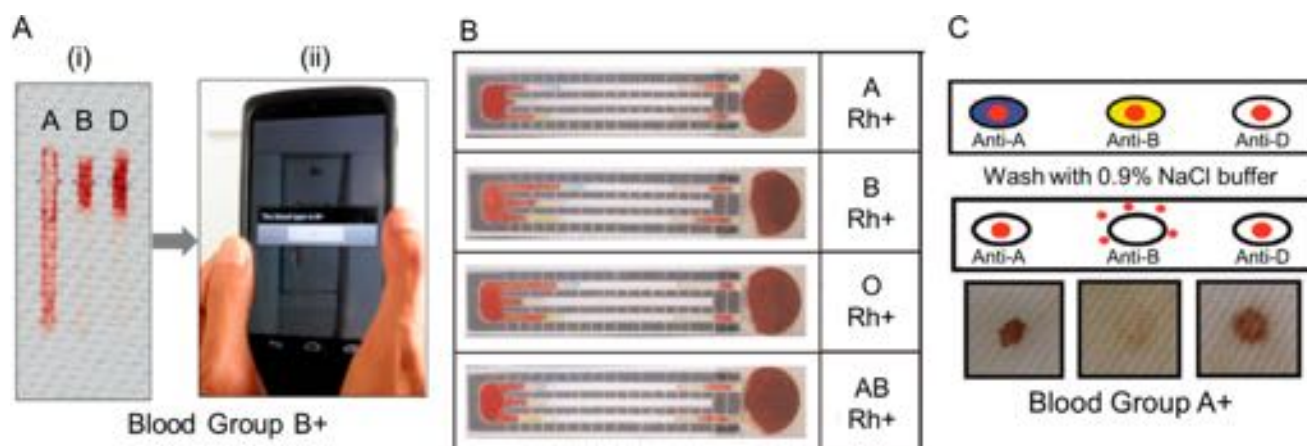 A
(i)
(ii)
A B D
Blood Group B+
B
A
Rh+
B
Rh+
O
Rh+
AB
Rh+
C
Anti-A
Anti-B
Anti-D
Wash with 0.9% NaCl buffer
Anti-A
Anti-B
Anti-D
Blood Group A+